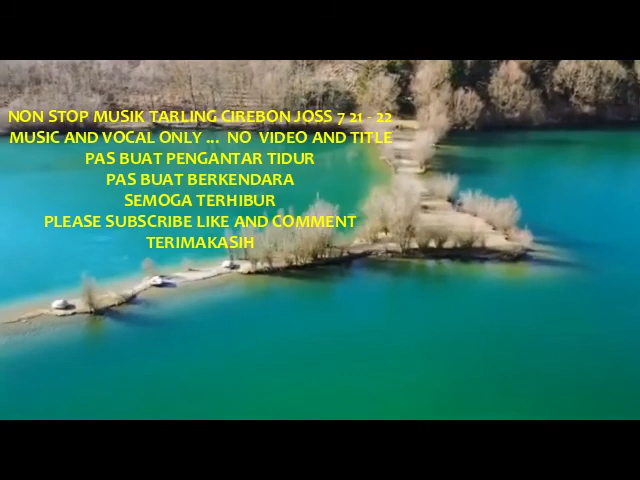 NON STOP MUSIK TARLING CIREBON JOSS 7 21 - 22
MUSIC AND VOCAL ONLY ... NO VIDEO AND TITLE
PAS BUAT PENGANTAR TIDUR
PAS BUAT BERKENDARA
SEMOGA TERHIBUR
PLEASE SUBSCRIBE LIKE AND COMMENT
TERIMAKASIH